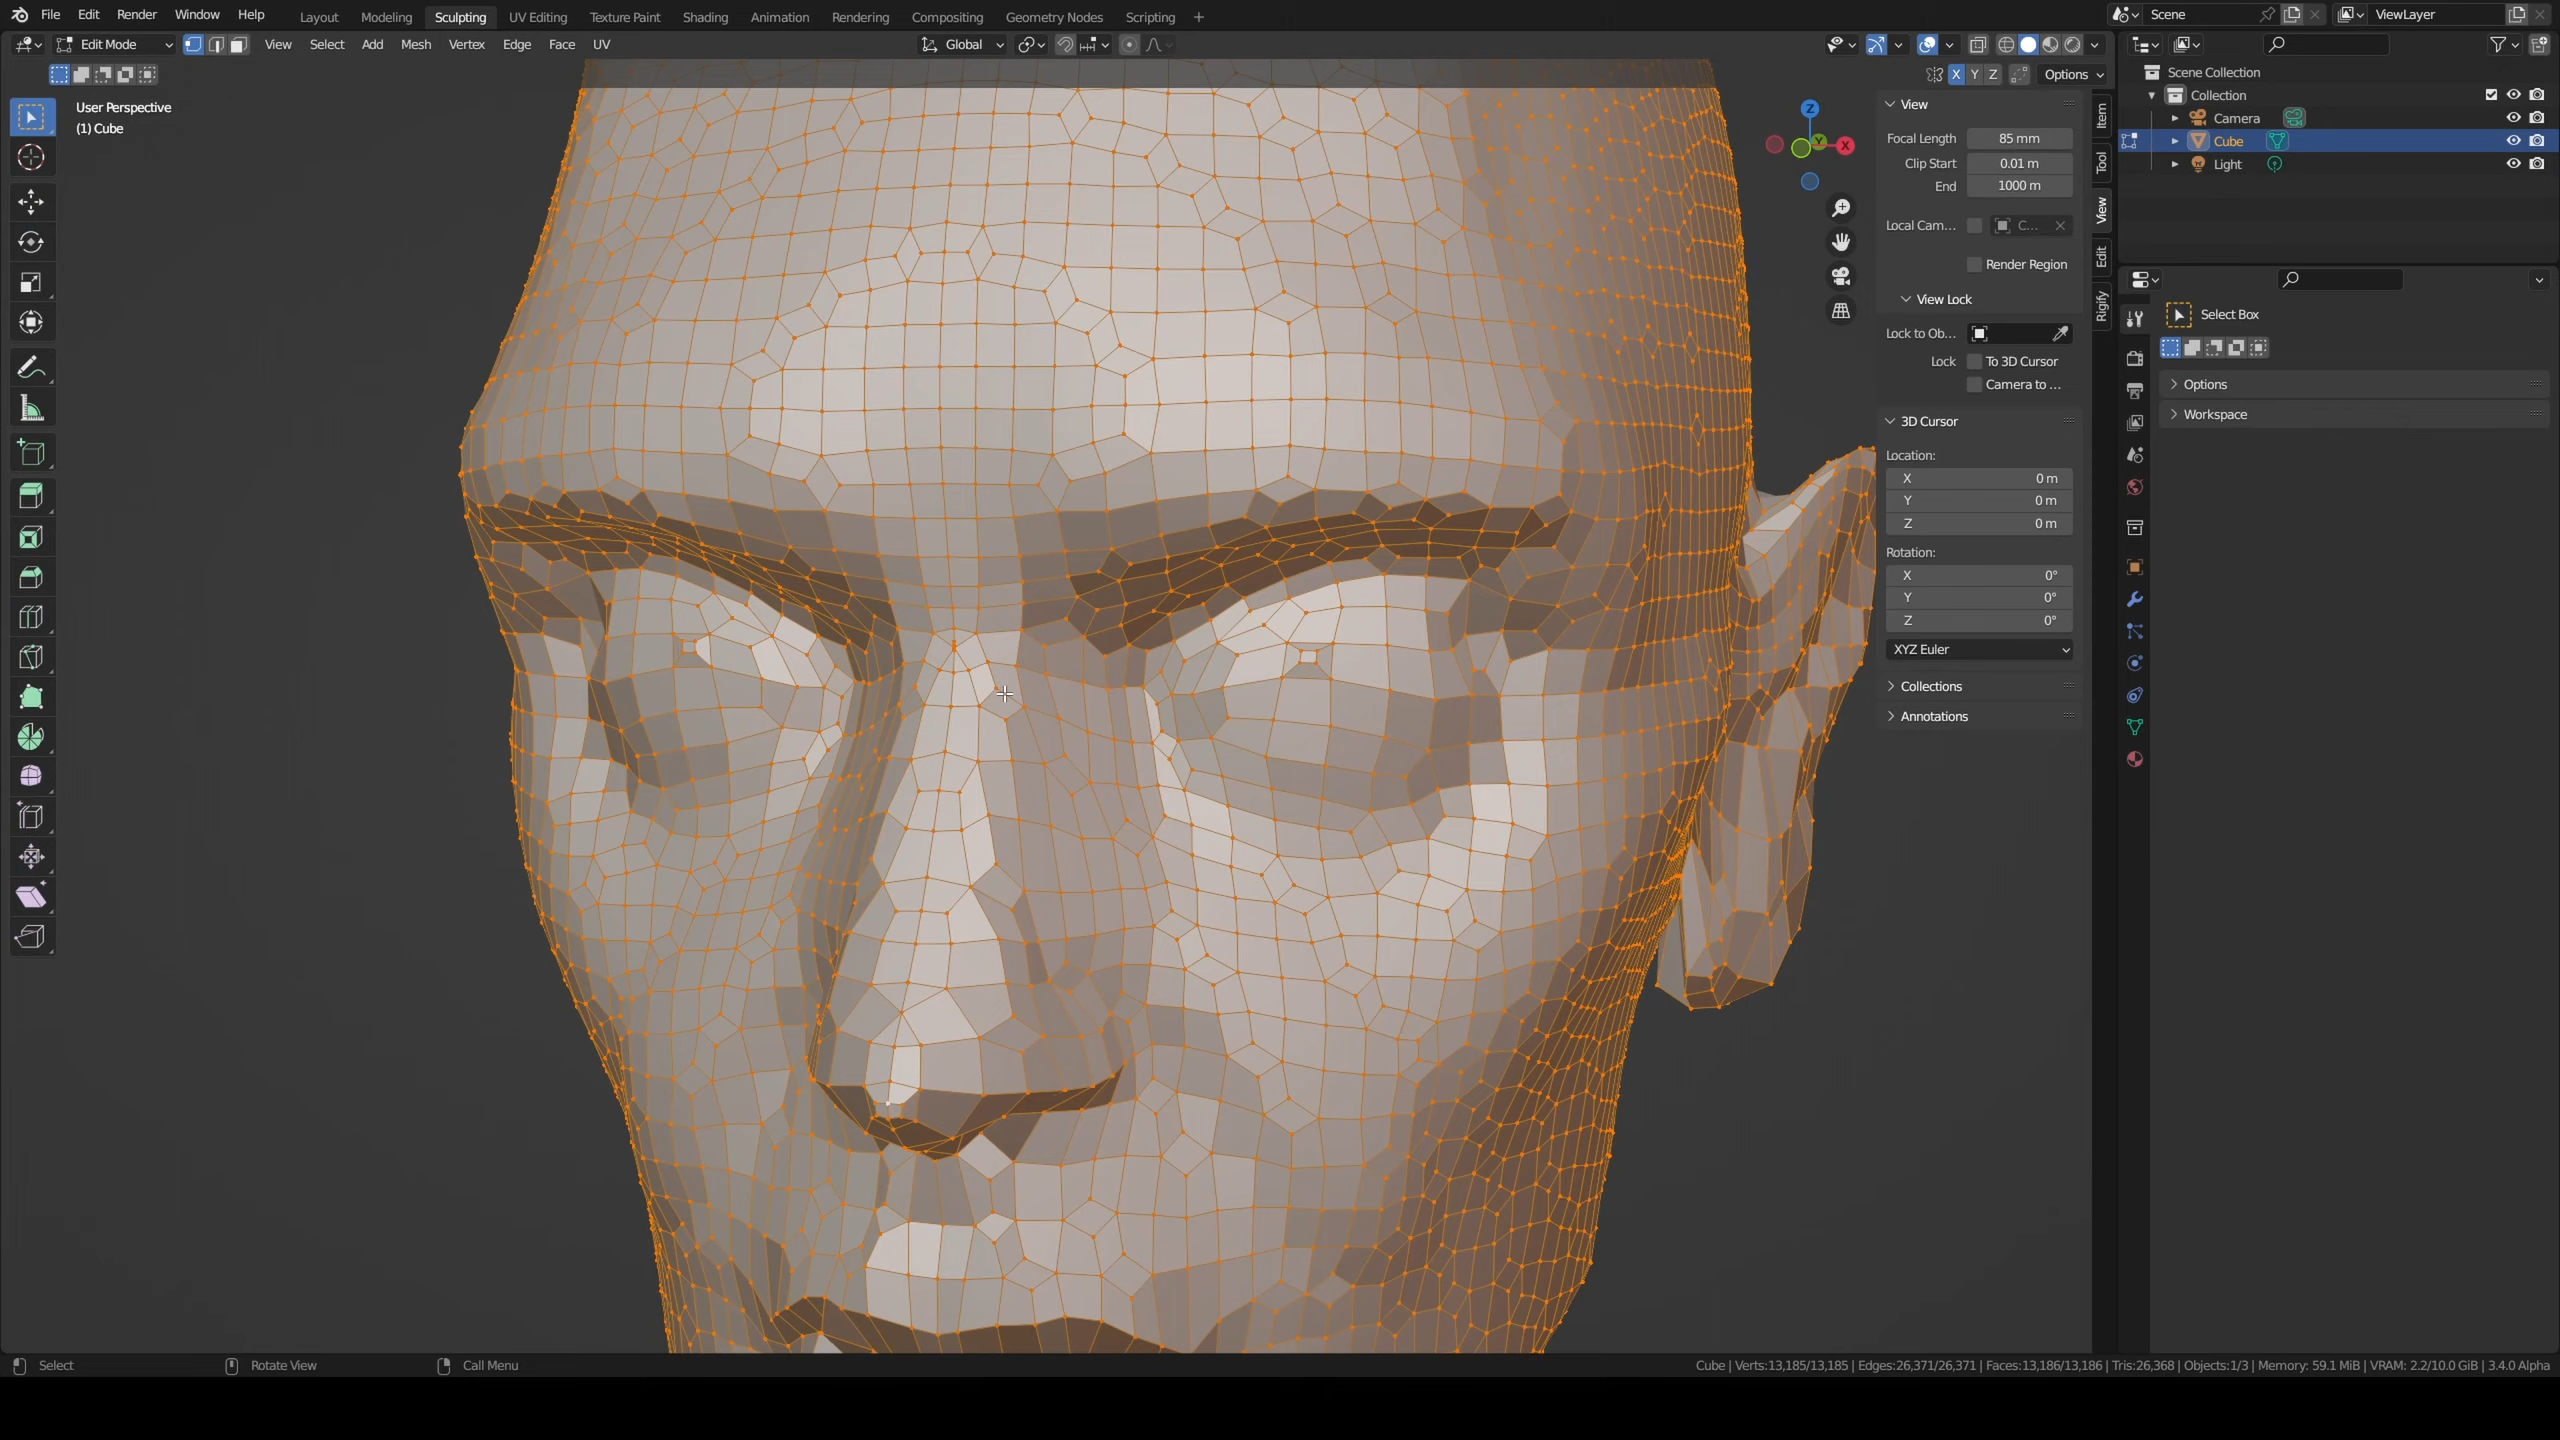 File Edit Render Window Help Layout Modeling Sculpting UV Editing Texture Paint Shading Animation Rendering Compositing Geometry Nodes Scripting + Scene ViewLayer
Edit Mode View Select Add Mesh Vertex Edge Face UV Global
X Y Z Options
User Perspective
(1) Cube
Z
Y
X
View
Focal Length 85 mm
Clip Start 0.01 m
End 1000 m
Local Cam... C...
Render Region
View Lock
Lock to Ob...
Lock To 3D Cursor
Camera to ...
3D Cursor
Location:
X 0 m
Y 0 m
Z 0 m
Rotation:
X 0°
Y 0°
Z 0°
XYZ Euler
Collections
Annotations
Item
Tool
View
Edit
Rigify
Scene Collection
Collection
Camera
Cube
Light
Select Box
Options
Workspace
Select Rotate View Call Menu
Cube | Verts:13,185/13,185 | Edges:26,371/26,371 | Faces:13,186/13,186 | Tris:26,368 | Objects:1/3 | Memory: 59.1 MiB | VRAM: 2.2/10.0 GiB | 3.4.0 Alpha